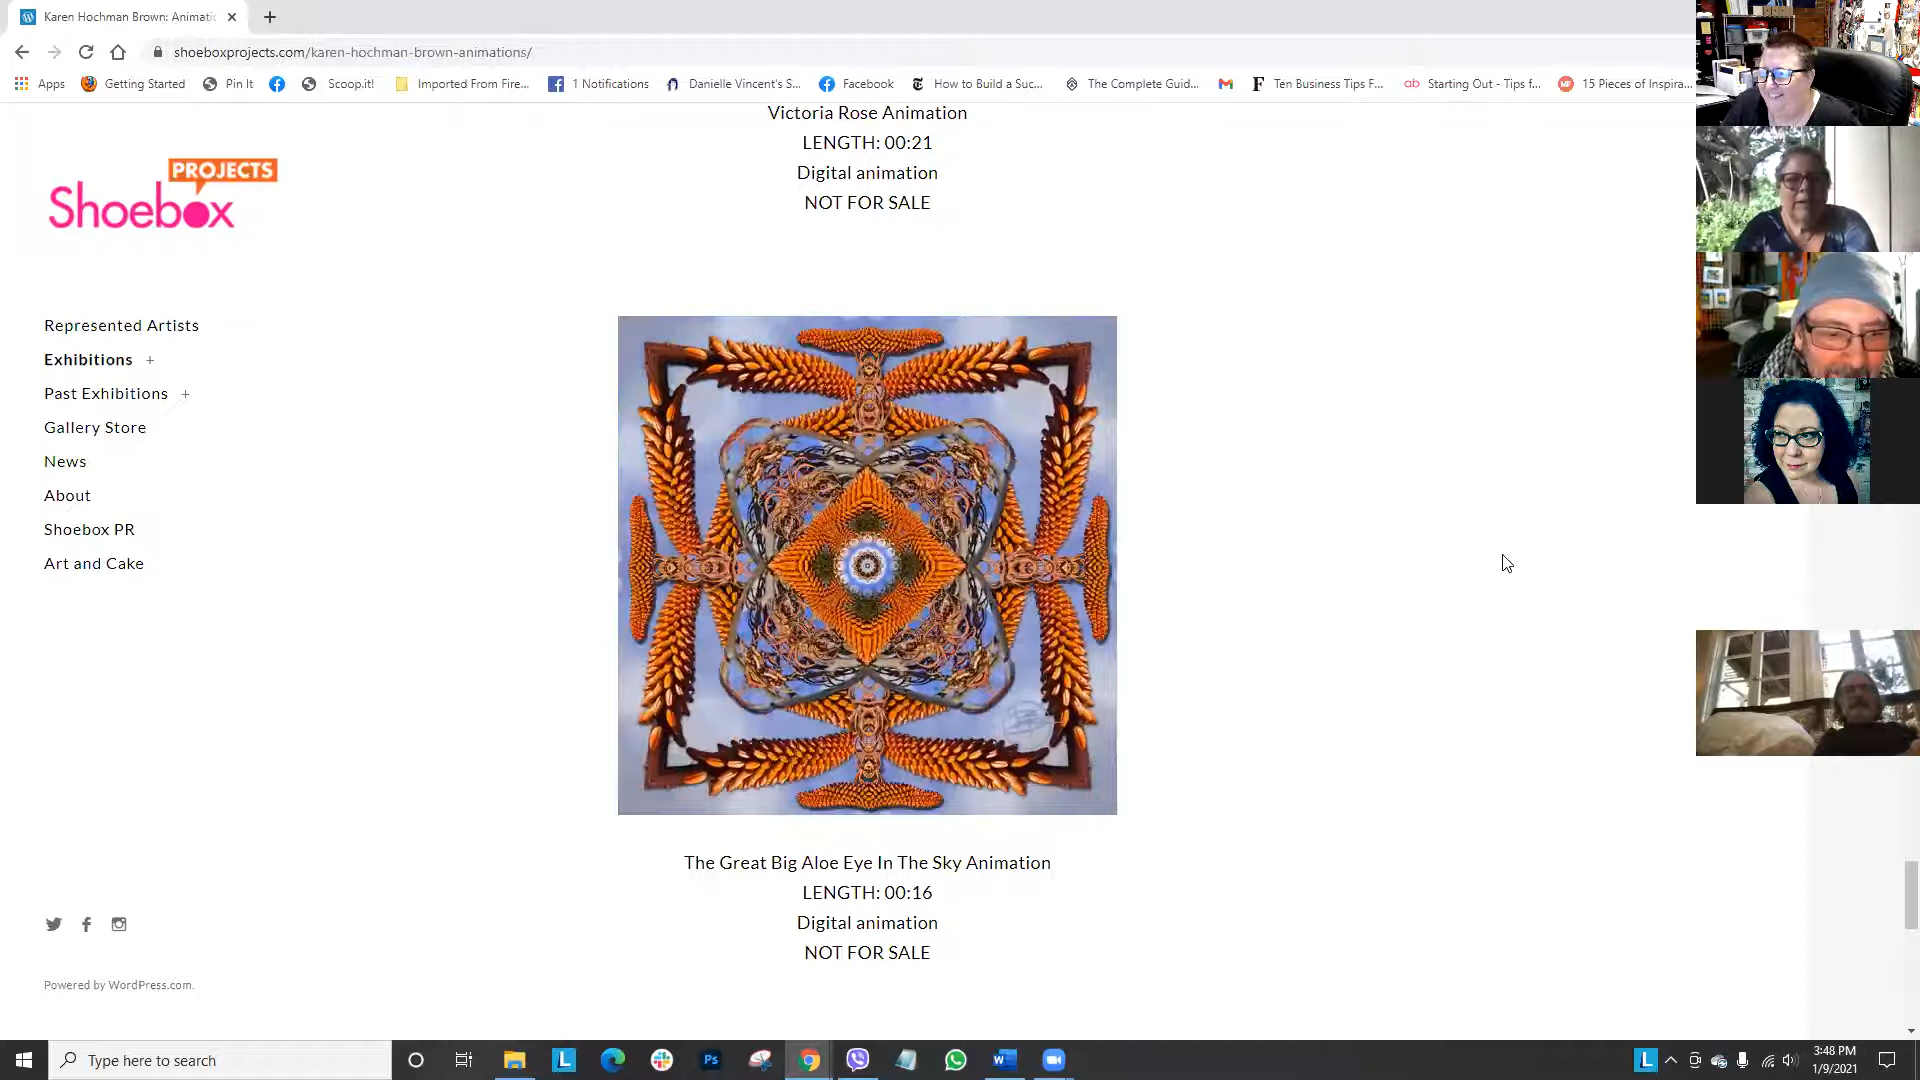 Karen Hochman Brown: Animatic
shoeboxprojects.com/karen-hochman-brown-animations/
Apps
Getting Started
Pin It
Scoop.it!
Imported From Fire...
1 Notifications
Danielle Vincent's S...
Facebook
How to Build a Suc...
The Complete Guid...
Ten Business Tips F...
Starting Out - Tips f...
15 Pieces of Inspira...
PROJECTS
Shoebox
Represented Artists
Exhibitions +
Past Exhibitions +
Gallery Store
News
About
Shoebox PR
Art and Cake
Powered by WordPress.com.
Victoria Rose Animation
LENGTH: 00:21
Digital animation
NOT FOR SALE
The Great Big Aloe Eye In The Sky Animation
LENGTH: 00:16
Digital animation
NOT FOR SALE
Type here to search
3:48 PM
1/9/2021